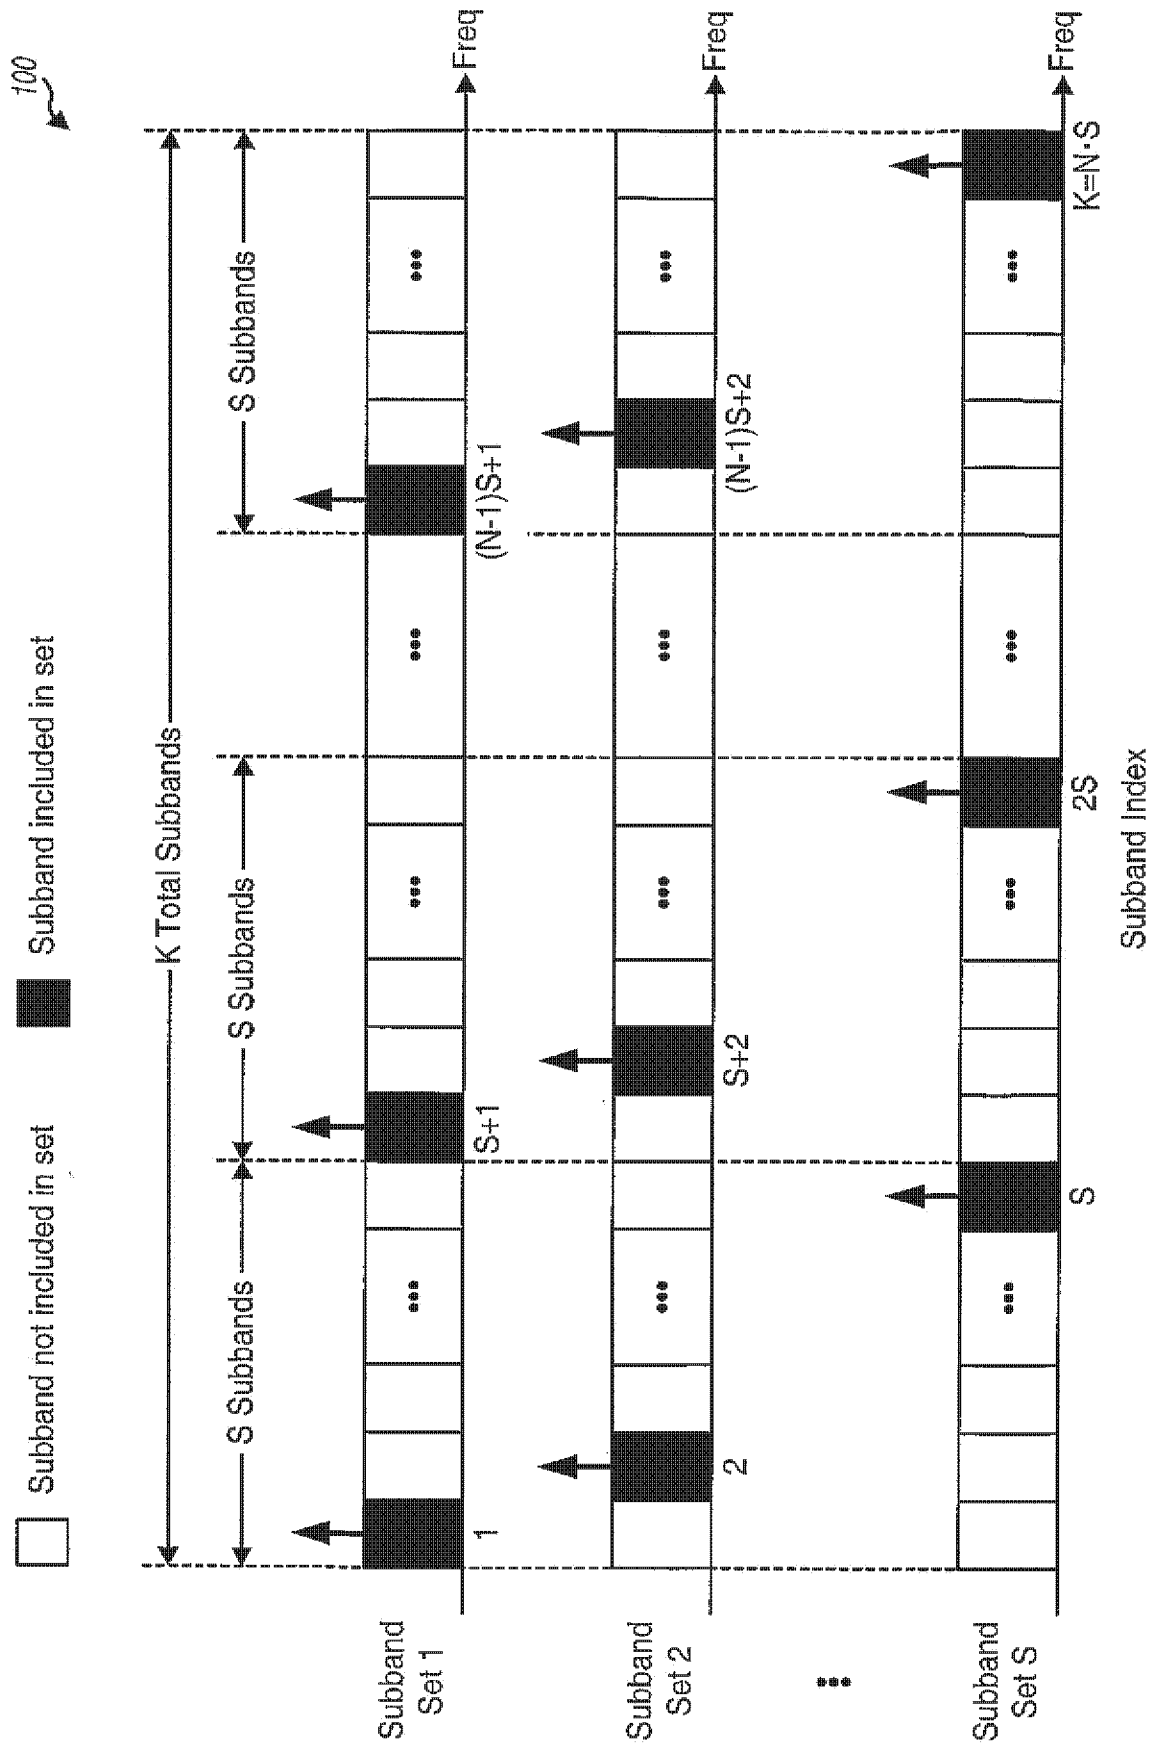 100
Subband not included in set
Subband included in set
K Total Subbands
S Subbands
S Subbands
S Subbands
Subband
Set 1
1
S+1
(N-1)S+1
Freq
Subband
Set 2
2
S+2
(N-1)S+2
Freq
•••
Subband
Set S
S
2S
K=N·S
Freq
Subband Index